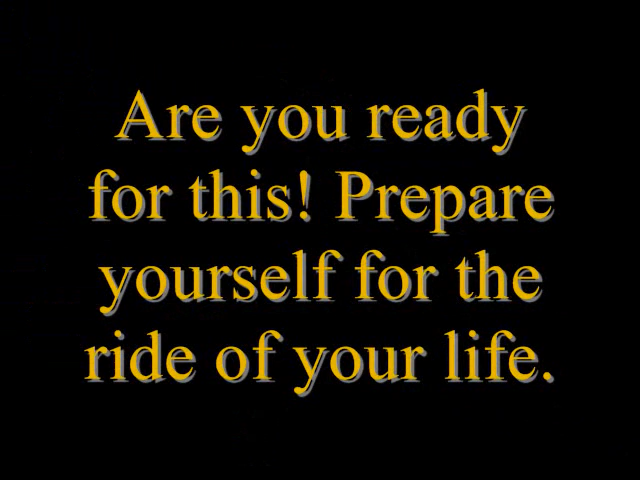 Are you ready
for this! Prepare
yourself for the
ride of your life.